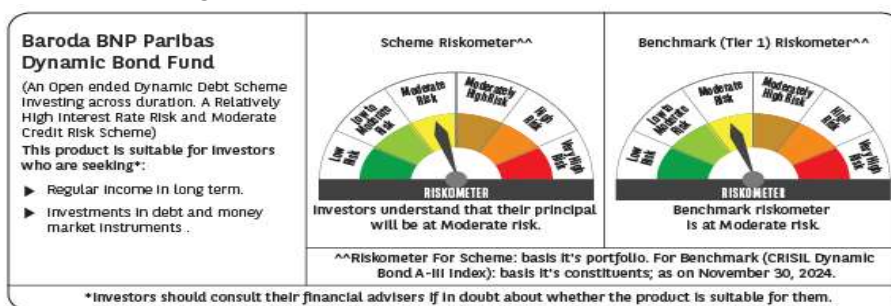 Baroda BNP Paribas
Dynamic Bond Fund
(An Open ended Dynamic Debt Scheme
Investing across duration. A Relatively
High Interest Rate Risk and Moderate
Credit Risk Scheme)
This product is suitable for Investors
who are seeking*:
▶ Regular Income in long term.
▶ Investments in debt and money
market Instruments .
Scheme Riskometer^^
Low
Risk
Low to
Moderate
Risk
Moderate
Risk
Moderately
High Risk
High
Risk
Very High
Risk
RISKOMETER
Investors understand that their principal
will be at Moderate risk.
Benchmark (Tier 1) Riskometer^^
Low
Risk
Low to
Moderate
Risk
Moderate
Risk
Moderately
High Risk
High
Risk
Very High
Risk
RISKOMETER
Benchmark riskometer
is at Moderate risk.
^^Riskometer For Scheme: basis it's portfolio. For Benchmark (CRISIL Dynamic
Bond A-III Index): basis it's constituents; as on November 30, 2024.
*Investors should consult their financial advisers if in doubt about whether the product is suitable for them.